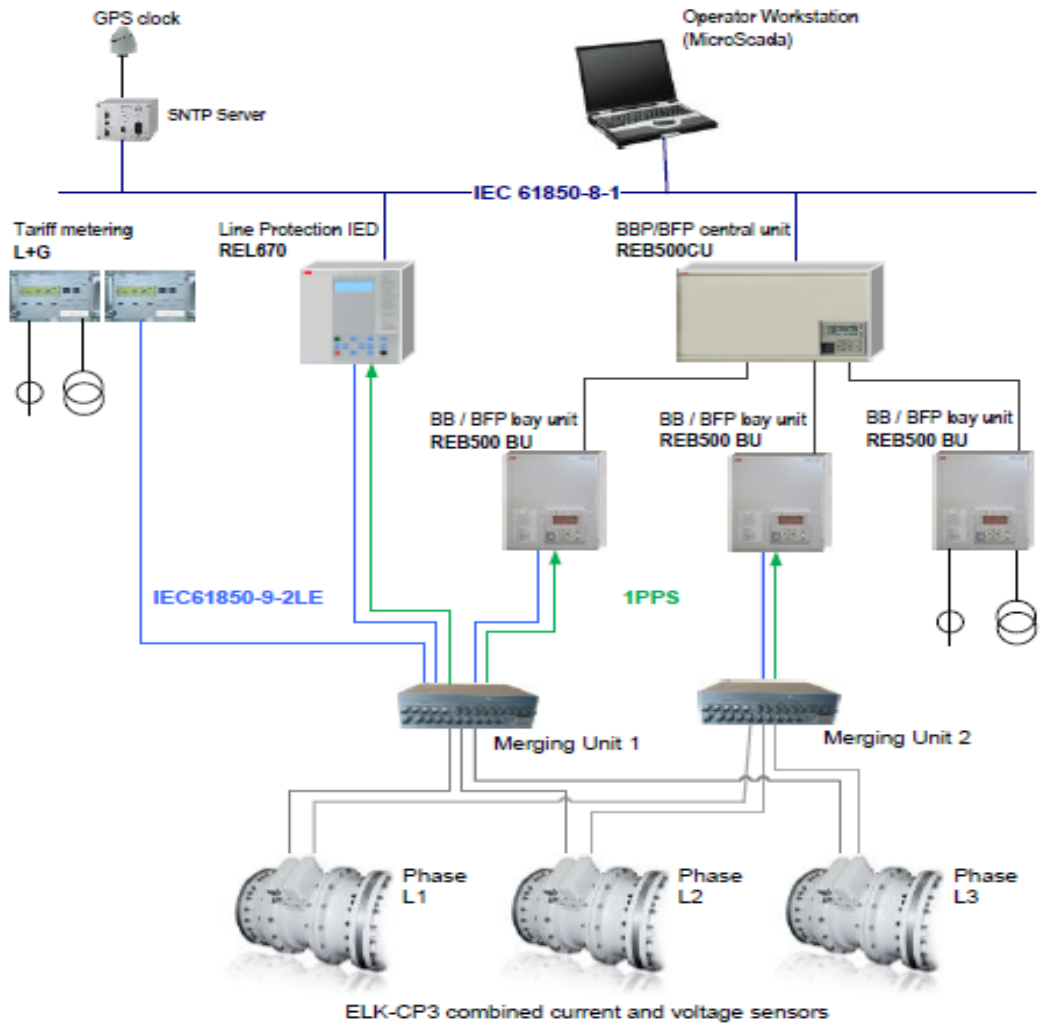 GPS clock
Operator Workstation
(MicroScada)
SNTP Server
IEC 61850-8-1
Tariff metering
L+G
Line Protection IED
REL670
BBP/BFP central unit
REB500CU
BB / BFP bay unit
REB500 BU
BB / BFP bay unit
REB500 BU
BB / BFP bay unit
REB500 BU
IEC61850-9-2LE
1PPS
Merging Unit 1
Merging Unit 2
Phase
L1
Phase
L2
Phase
L3
ELK-CP3 combined current and voltage sensors